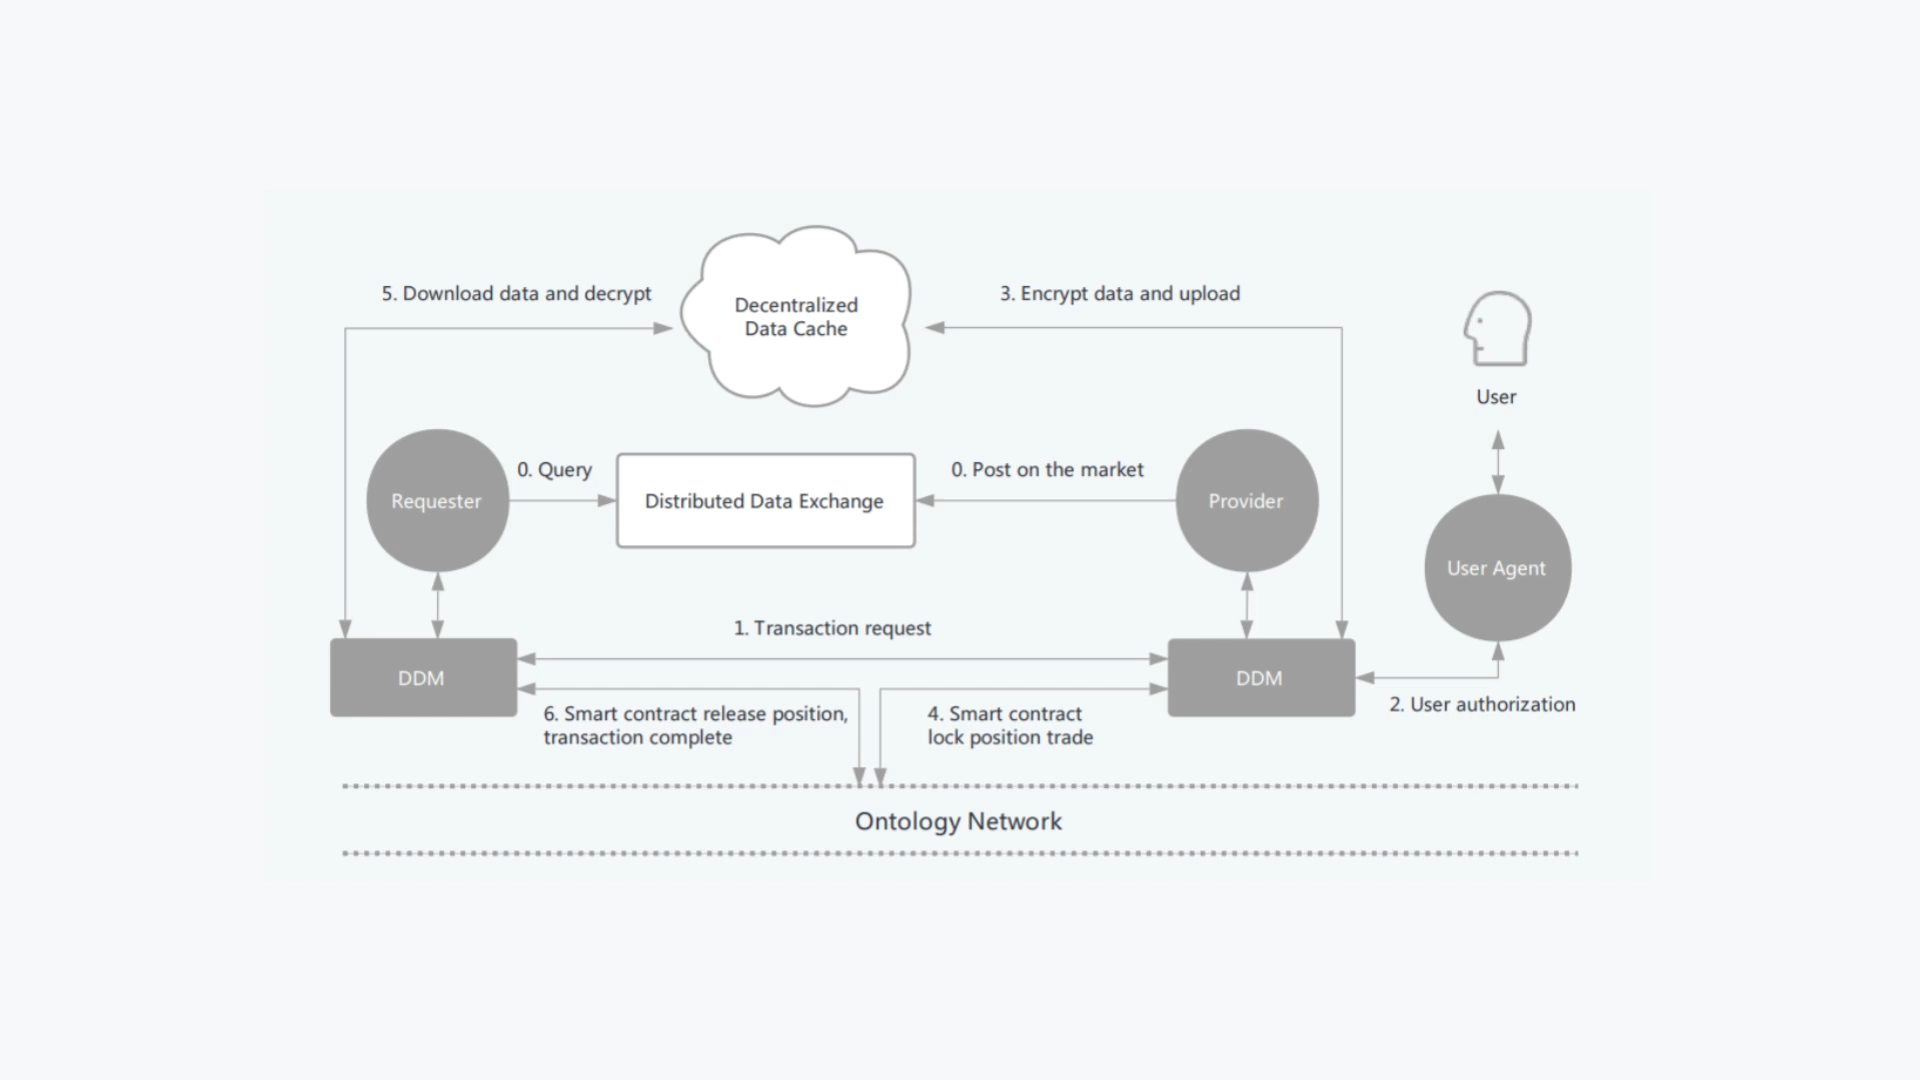 5. Download data and decrypt
Decentralized
Data Cache
3. Encrypt data and upload
User
Requester
0. Query
Distributed Data Exchange
0. Post on the market
Provider
User Agent
1. Transaction request
DDM
DDM
2. User authorization
6. Smart contract release position,
transaction complete
4. Smart contract
lock position trade
Ontology Network